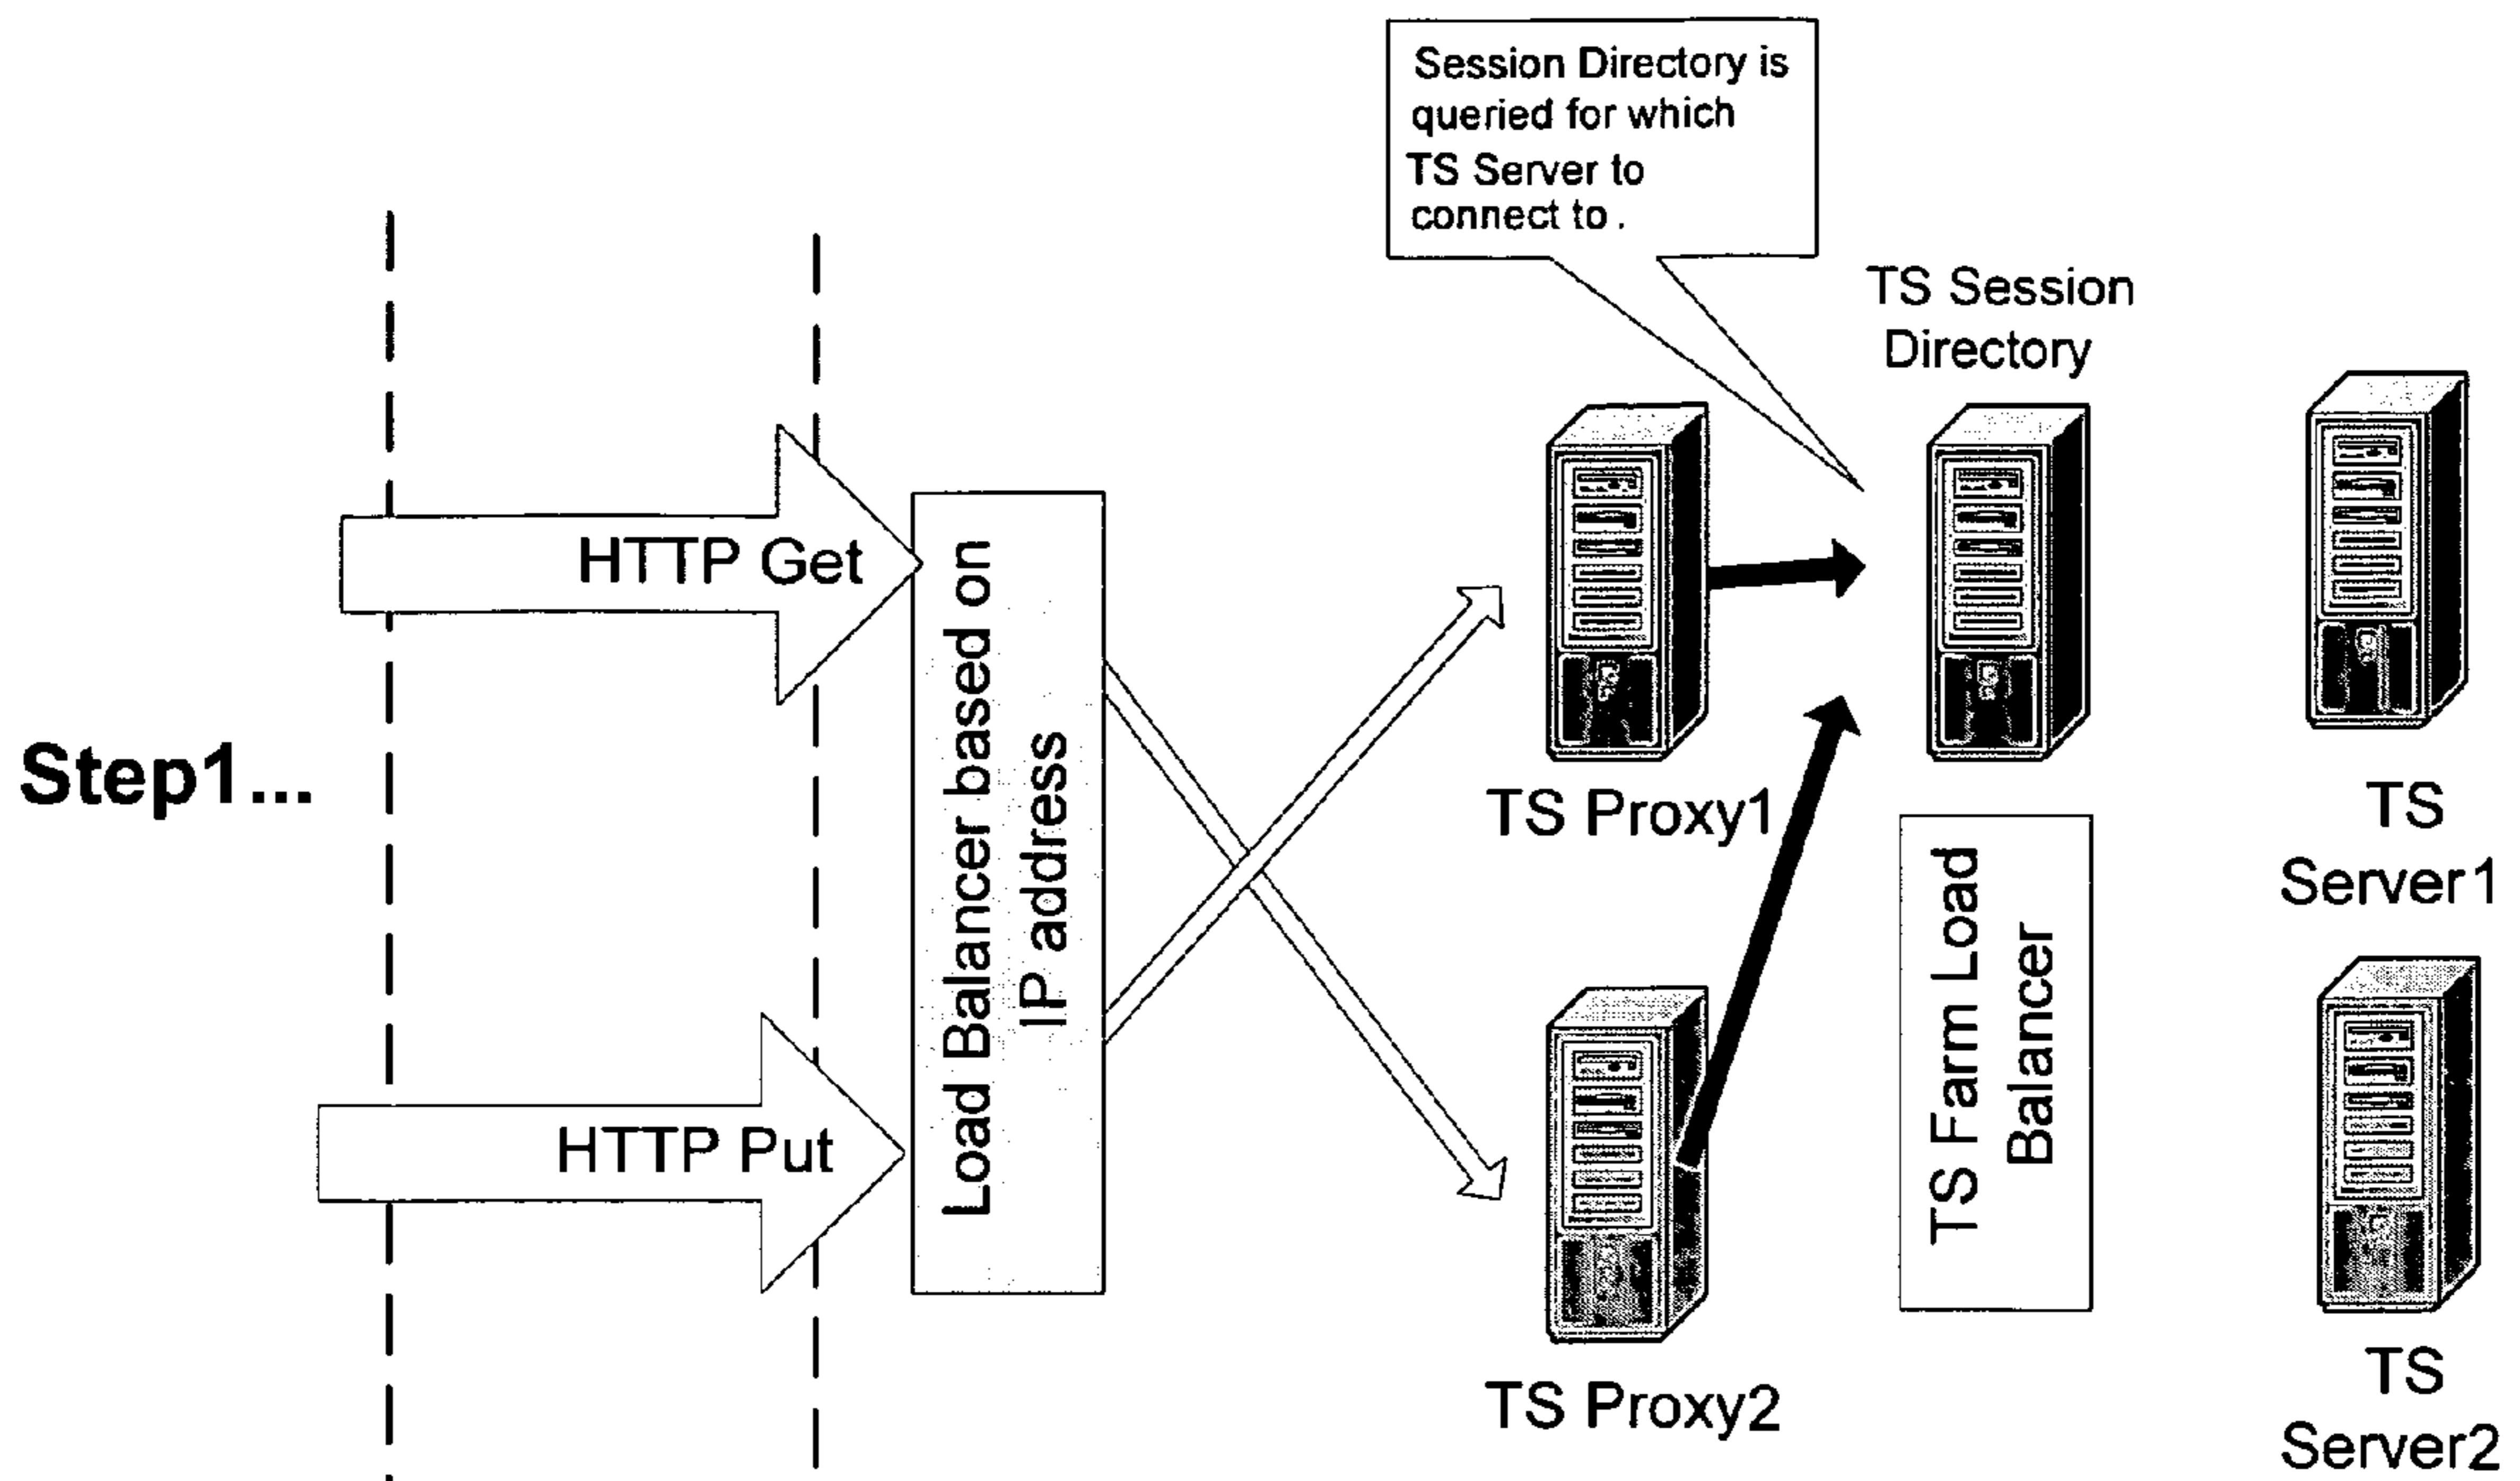 Session Directory is
queried for which
TS Server to
connect to .
TS Session
Directory
HTTP Get
Load Balancer based on
IP address
Step1...
TS Proxy1
TS
Server1
TS Farm Load
Balancer
HTTP Put
TS Proxy2
TS
Server2